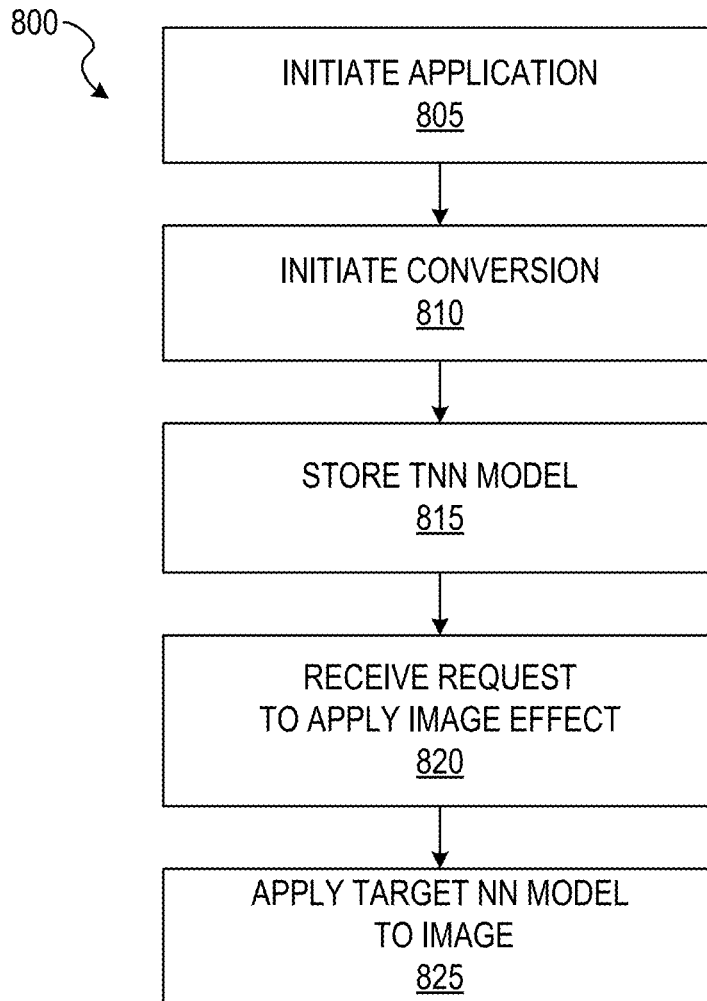 800
INITIATE APPLICATION
805
INITIATE CONVERSION
810
STORE TNN MODEL
815
RECEIVE REQUEST
TO APPLY IMAGE EFFECT
820
APPLY TARGET NN MODEL
TO IMAGE
825